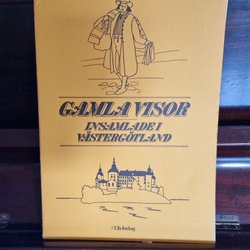 GAMLA VISOR
INSAMLADE I
VÄSTERGÖTLAND